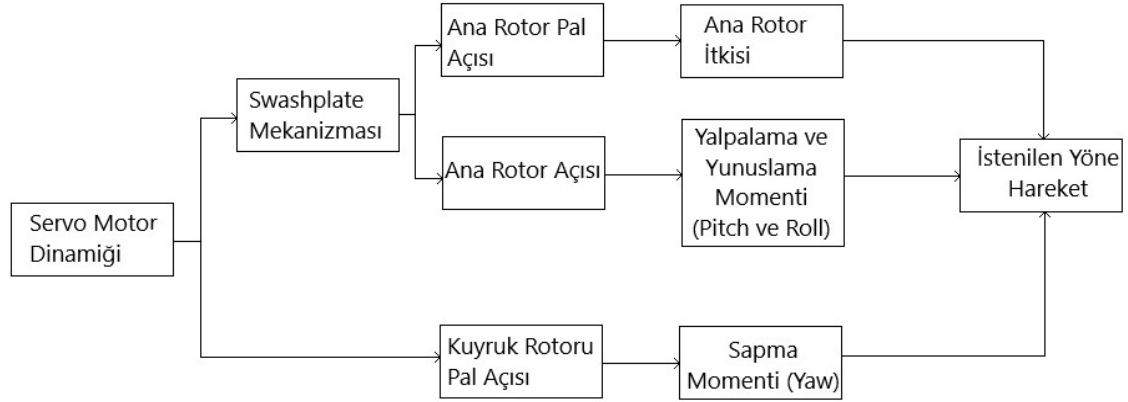 Ana Rotor Pal
Açısı
Ana Rotor
İtkisi
Swashplate
Mekanizması
Ana Rotor Açısı
Yalpalama ve
Yunuslama
Momenti
(Pitch ve Roll)
İstenilen Yöne
Hareket
Servo Motor
Dinamiği
Kuyruk Rotoru
Pal Açısı
Sapma
Momenti (Yaw)